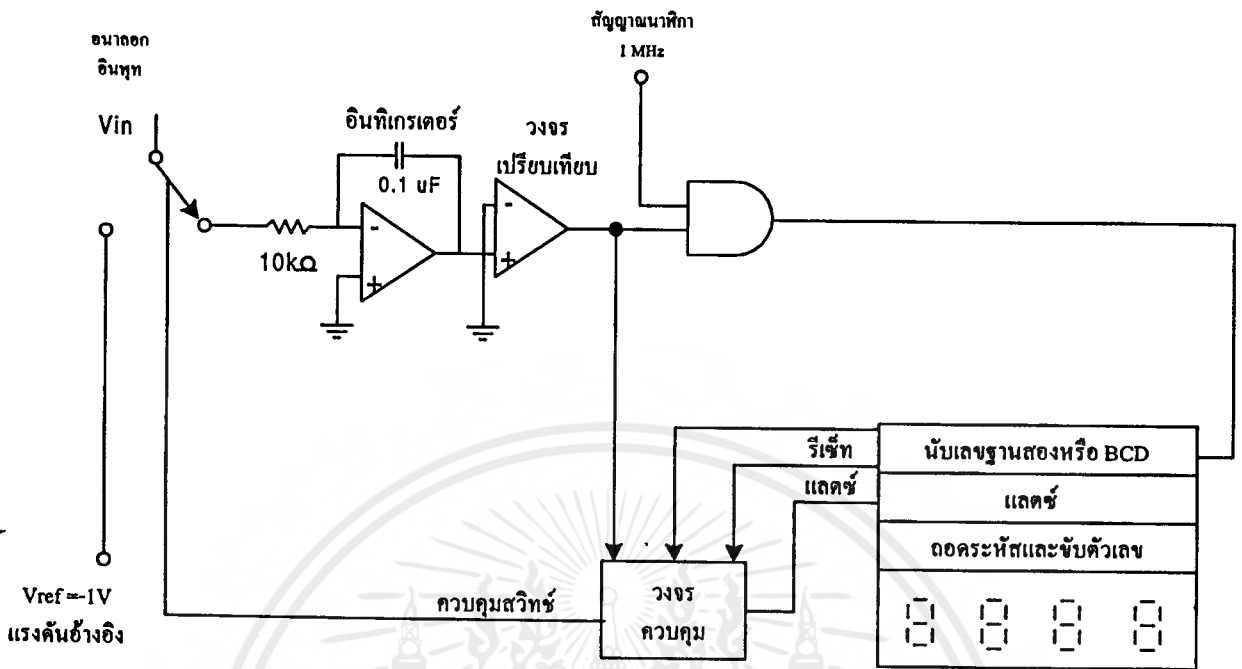 สัญญาณนาฬิกา
1 MHz
อนาลอก
อินพุท
Vin
อินทิเกรเตอร์
0.1 uF
วงจร
เปรียบเทียบ
-
+
-
+
10kΩ
รีเซ็ท
แลตซ์
นับเลขฐานสองหรือ BCD
แลตซ์
ถอดระหัสและขับตัวเลข
8 8 8 8
Vref =-1V
แรงดันอ้างอิง
ควบคุมสวิทช์
วงจร
ควบคุม